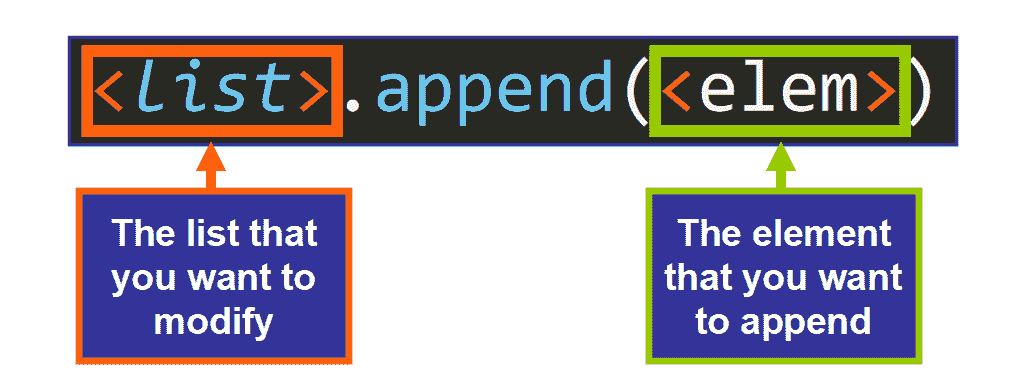 <list>.append(<elem>)
The list that
you want to
modify
The element
that you want
to append